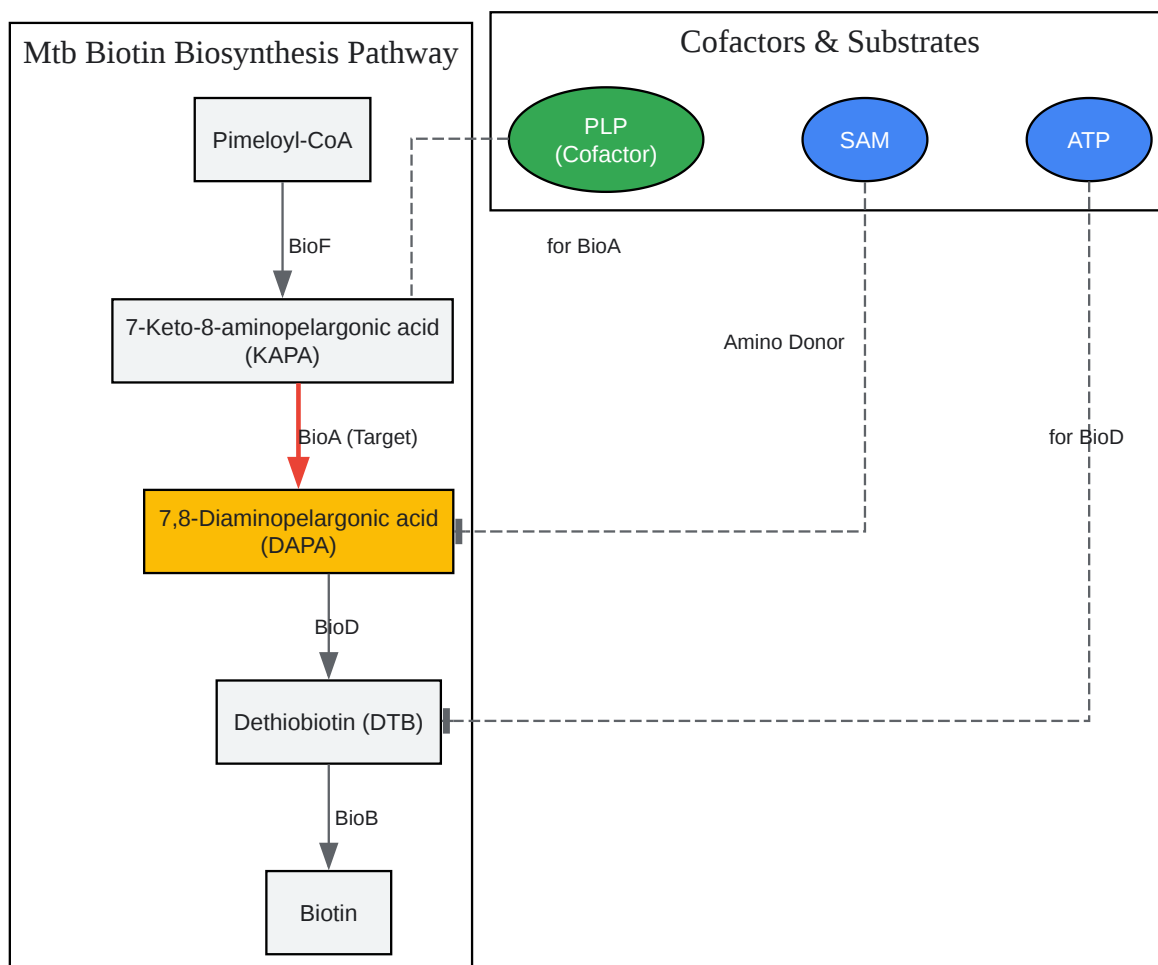 Mtb Biotin Biosynthesis Pathway
Pimeloyl-CoA
BioF
7-Keto-8-aminopelargonic acid
(KAPA)
BioA (Target)
7,8-Diaminopelargonic acid
(DAPA)
BioD
Dethiobiotin (DTB)
BioB
Biotin
Cofactors & Substrates
PLP
(Cofactor)
SAM
ATP
for BioA
Amino Donor
for BioD